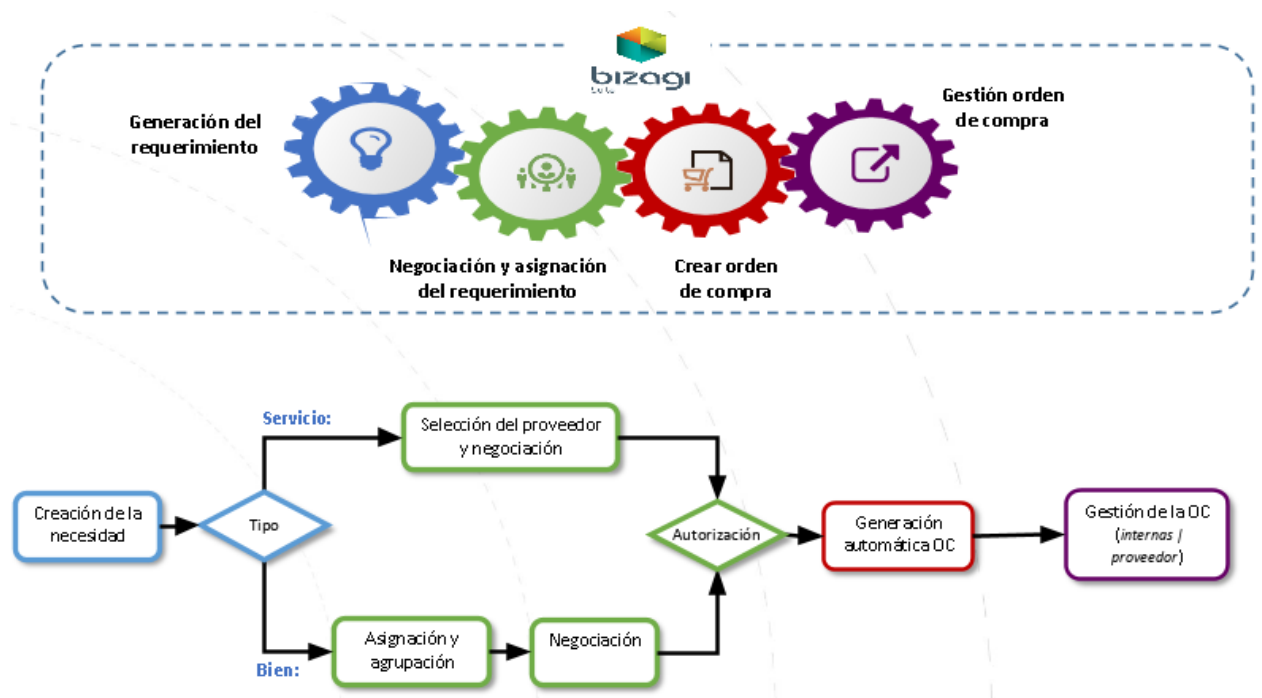 bizagi
Generación del
requerimiento
Gestión orden
de compra
Negociación y asignación
del requerimiento
Crear orden
de compra
Servicio:
Selección del proveedor
y negociación
Creación de la
necesidad
Tipo
Autorización
Generación
automática OC
Gestión de la OC
(internas /
proveedor)
Asignación y
agrupación
Negociación
Bien: